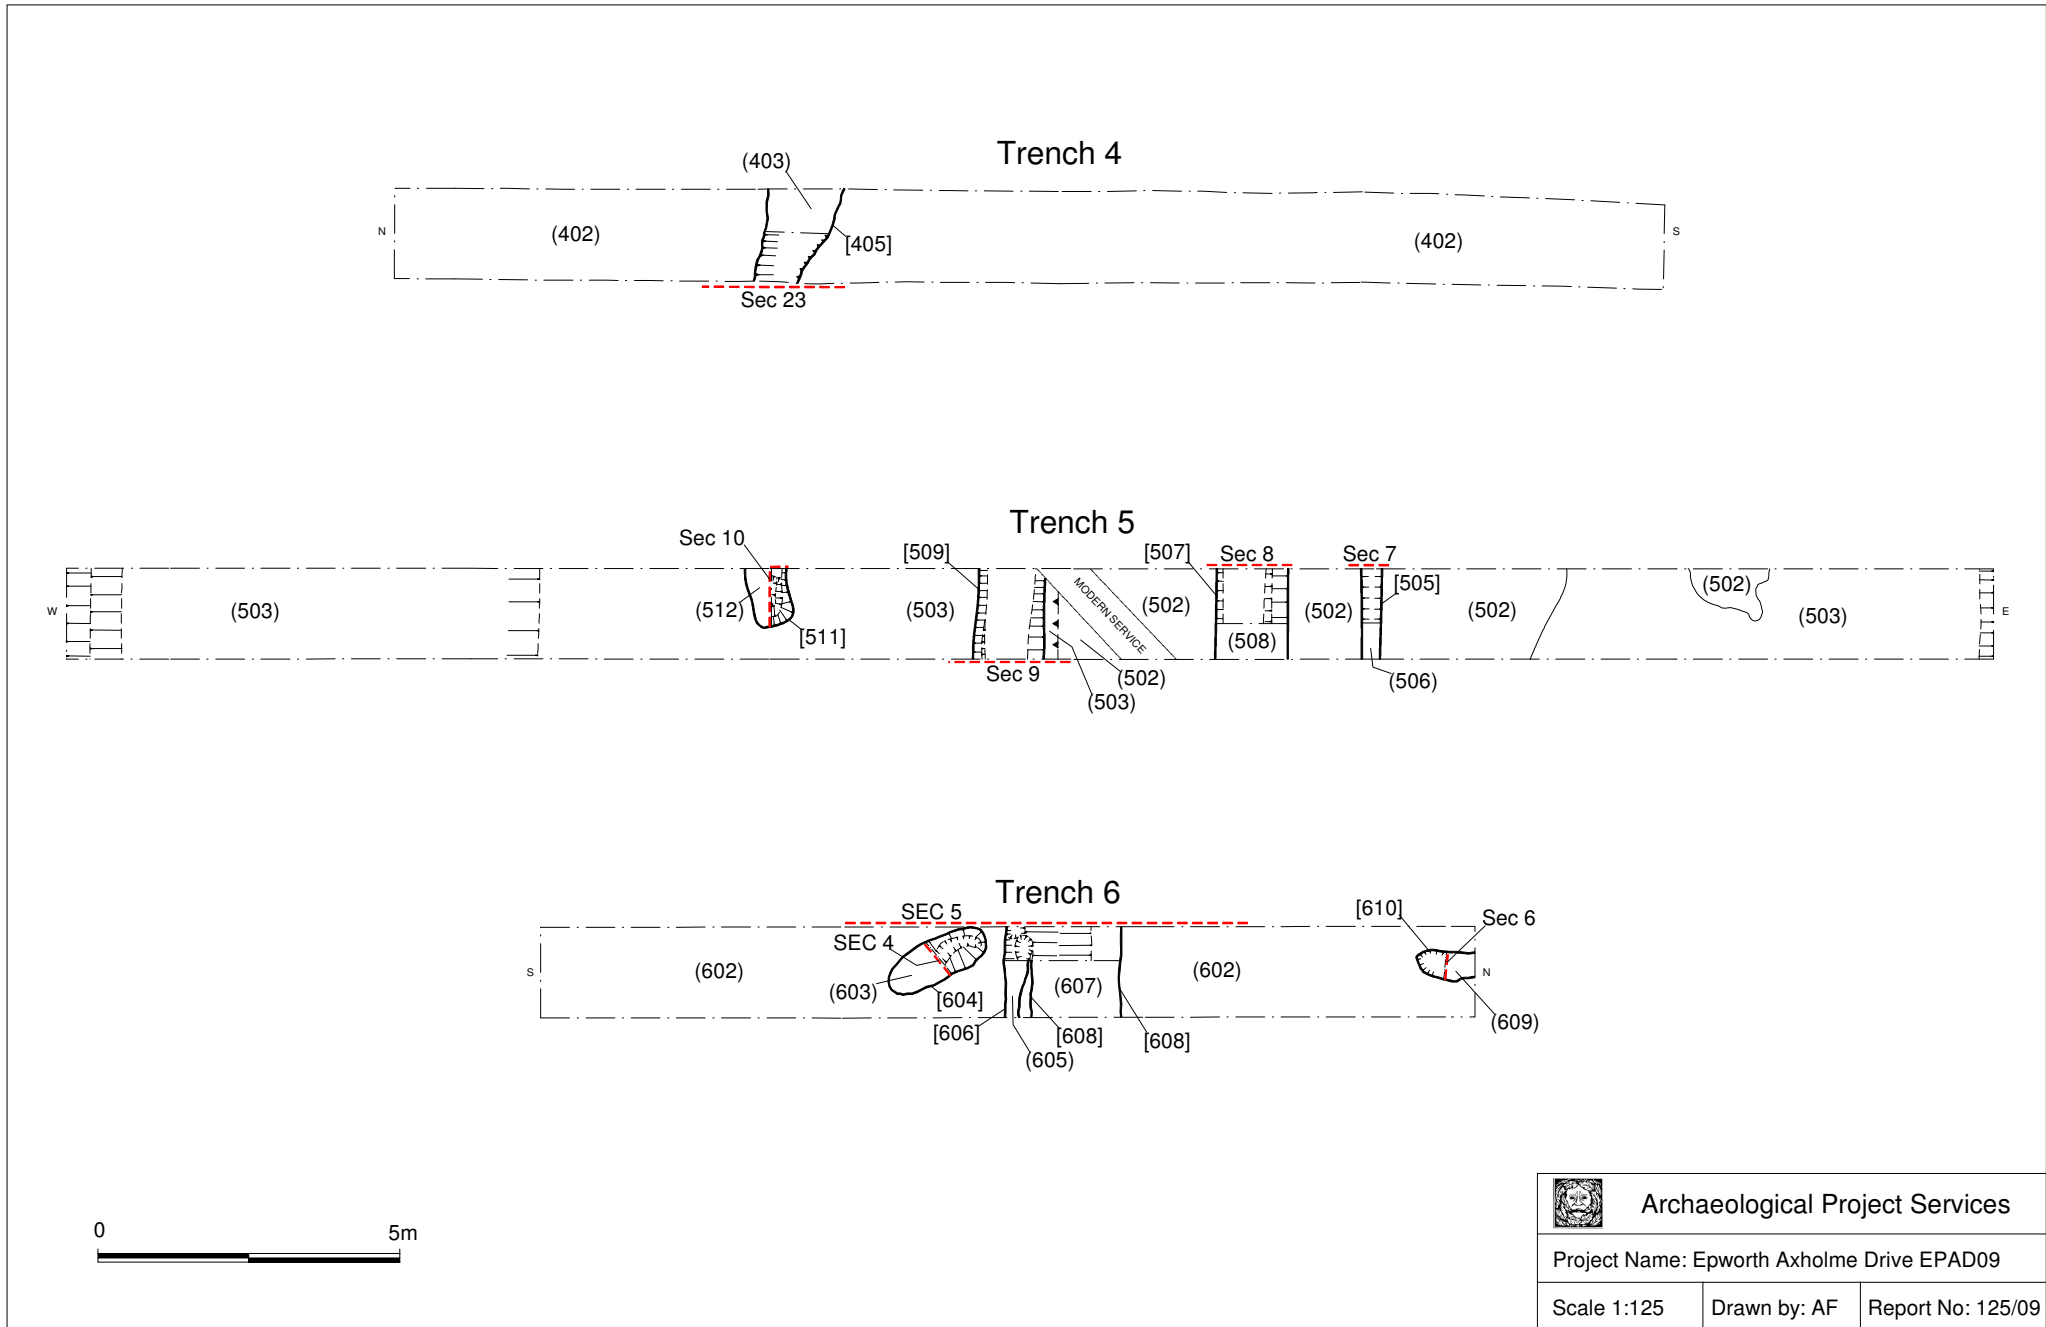 Trench 4
(403)
N
(402)
[405]
(402)
S
Sec 23
Trench 5
Sec 10
[509]
[507]
Sec 8
Sec 7
W
(503)
(512)
[511]
(503)
MODERN SERVICE
(502)
(508)
(502)
[505]
(502)
(502)
(503)
E
Sec 9
(502)
(503)
(506)
Trench 6
SEC 5
[610]
Sec 6
SEC 4
S
(602)
(603)
[604]
(607)
(602)
N
[606]
(605)
[608]
[608]
(609)
0 5m
Archaeological Project Services
Project Name: Epworth Axholme Drive EPAD09
Scale 1:125 Drawn by: AF Report No: 125/09